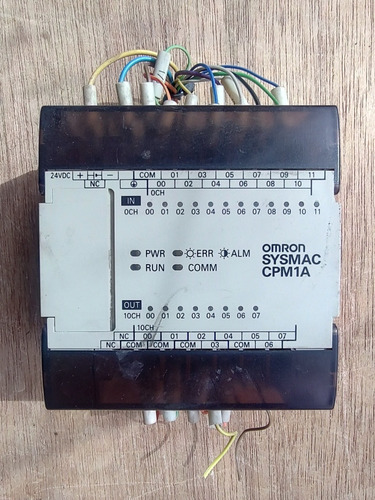 24VDC + − COM 01 03 05 07 09 11
NC 00 02 04 06 08 10
0CH
IN
0CH 00 01 02 03 04 05 06 07 08 09 10 11
PWR ERR ALM
RUN COMM
OMRON
SYSMAC
CPM1A
OUT
10CH 00 01 02 03 04 05 06 07
10CH
NC 00 01 02 04 05 07
NC COM COM COM 03 COM 06